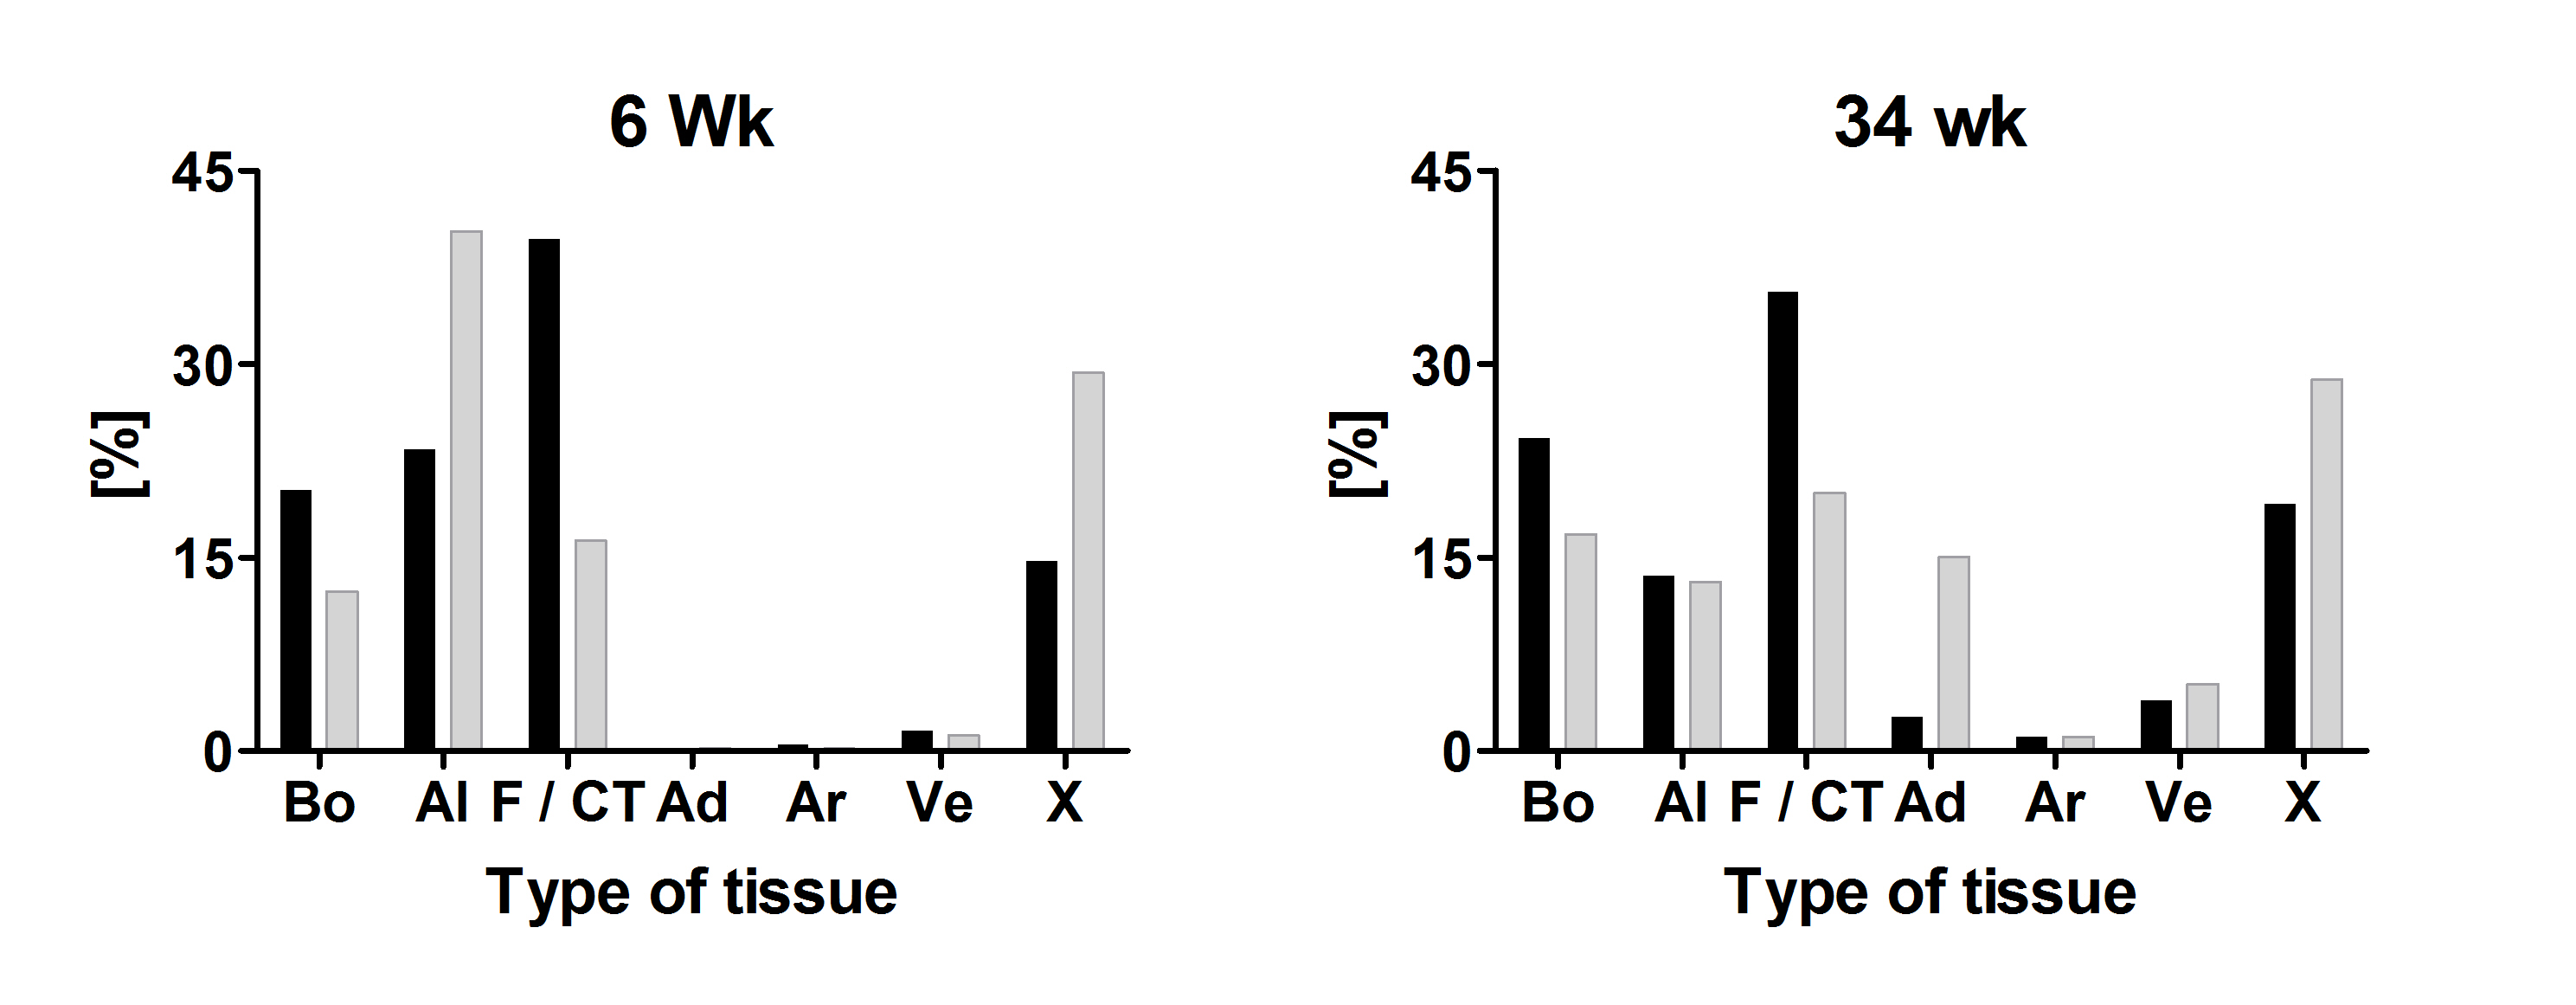 6 Wk
45
30
15
0
[%]
Bo Al F / CT Ad Ar Ve X
Type of tissue
34 wk
45
30
15
0
[%]
Bo Al F / CT Ad Ar Ve X
Type of tissue